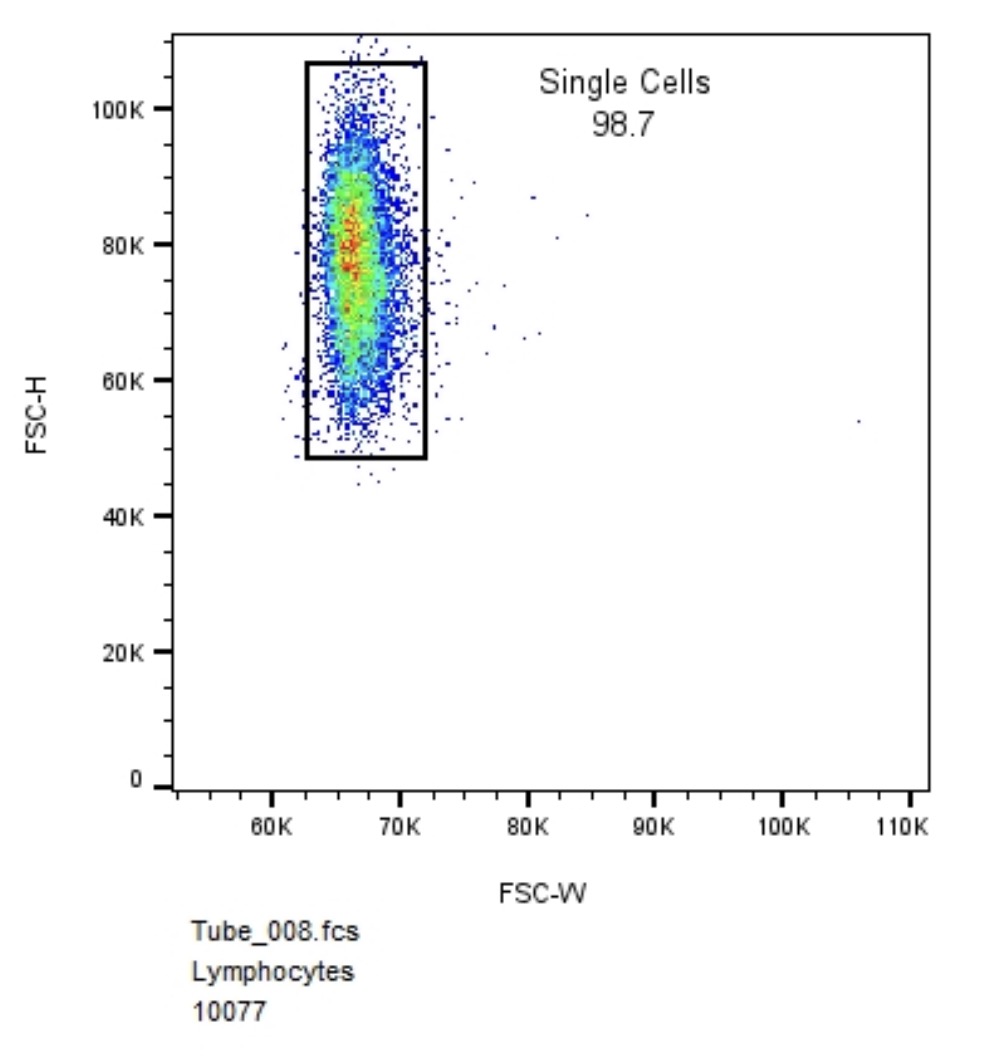 Single Cells
98.7
100K
80K
60K
40K
20K
0
FSC-H
60K
70K
80K
90K
100K
110K
FSC-W
Tube_008.fcs
Lymphocytes
10077